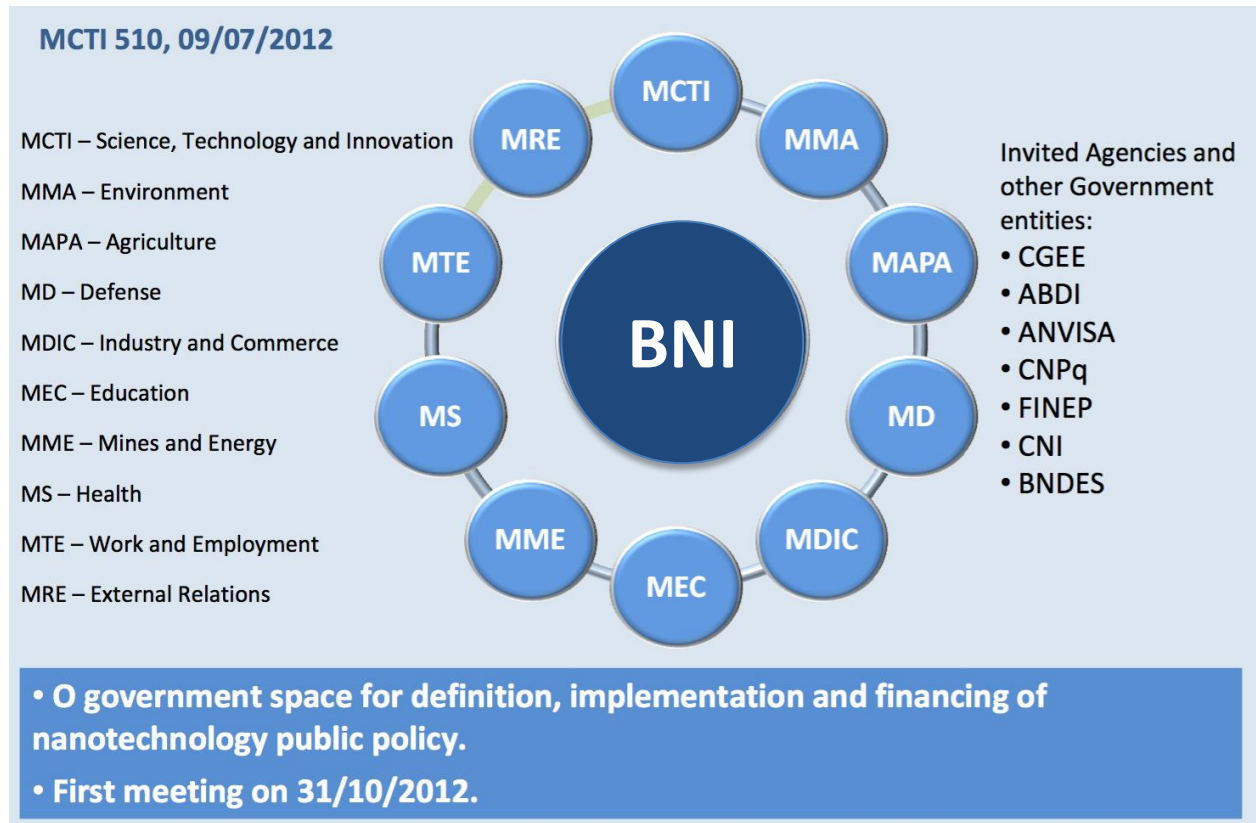 MCTI 510, 09/07/2012
MCTI – Science, Technology and Innovation
MMA – Environment
MAPA – Agriculture
MD – Defense
MDIC – Industry and Commerce
MEC – Education
MME – Mines and Energy
MS – Health
MTE – Work and Employment
MRE – External Relations
MCTI
MMA
MAPA
MD
MDIC
MEC
MME
MS
MTE
MRE
BNI
Invited Agencies and
other Government
entities:
• CGEE
• ABDI
• ANVISA
• CNPq
• FINEP
• CNI
• BNDES
• O government space for definition, implementation and financing of
nanotechnology public policy.
• First meeting on 31/10/2012.